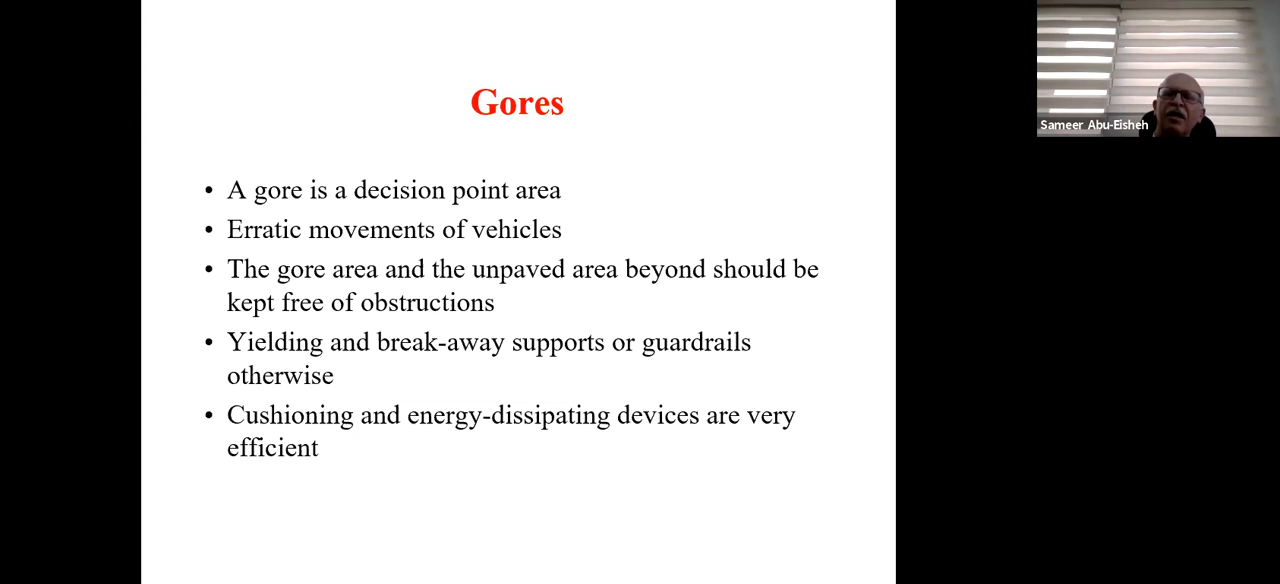 Gores
• A gore is a decision point area
• Erratic movements of vehicles
• The gore area and the unpaved area beyond should be
kept free of obstructions
• Yielding and break-away supports or guardrails
otherwise
• Cushioning and energy-dissipating devices are very
efficient
Sameer Abu-Eisheh